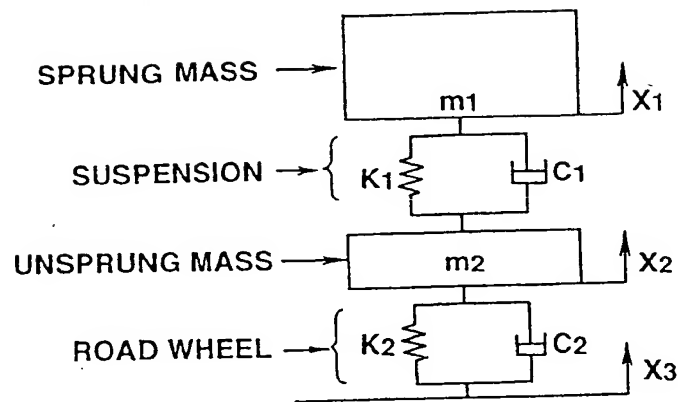 SPRUNG MASS
m1
X1
SUSPENSION
K1
C1
UNSPRUNG MASS
m2
X2
ROAD WHEEL
K2
C2
X3